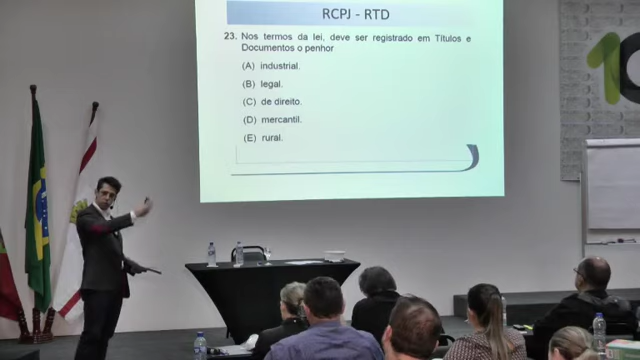 RCPJ - RTD
23. Nos termos da lei, deve ser registrado em Títulos e
Documentos o penhor
(A) industrial.
(B) legal.
(C) de direito.
(D) mercantil.
(E) rural.